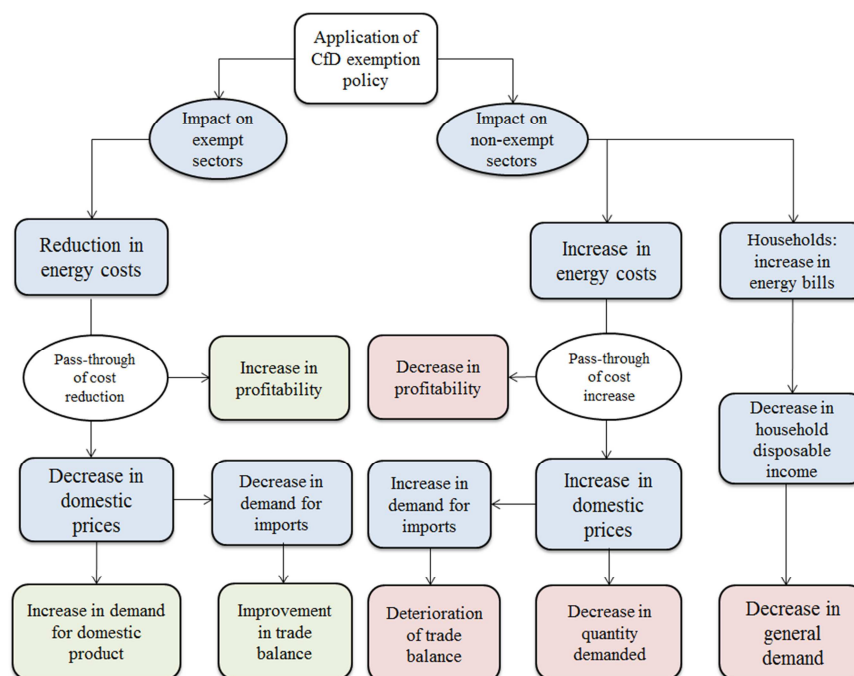 Application of
CfD exemption
policy
Impact on
exempt
sectors
Impact on
non-exempt
sectors
Reduction in
energy costs
Increase in
energy costs
Households:
increase in
energy bills
Pass-through
of cost
reduction
Increase in
profitability
Decrease in
profitability
Pass-through
of cost
increase
Decrease in
household
disposable
income
Decrease in
domestic
prices
Decrease in
demand for
imports
Increase in
demand for
imports
Increase in
domestic
prices
Increase in demand
for domestic
product
Improvement
in trade
balance
Deterioration
of trade
balance
Decrease in
quantity
demanded
Decrease in
general
demand